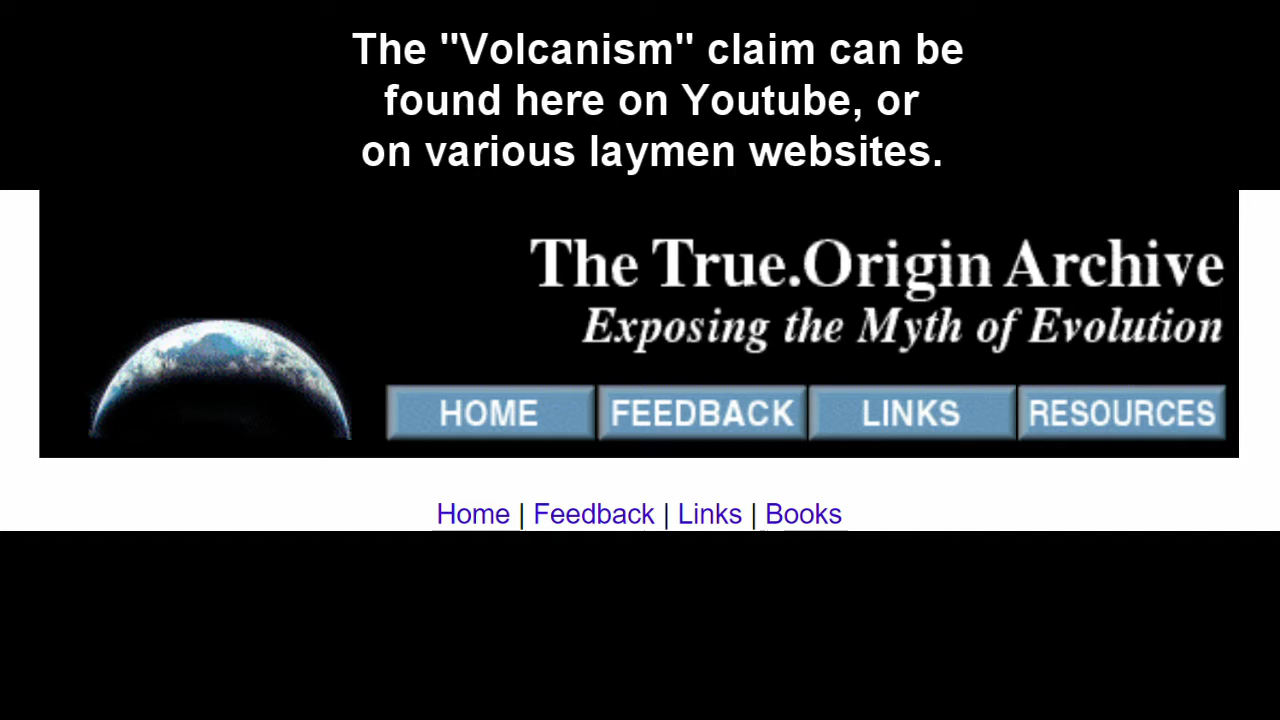 The "Volcanism" claim can be
found here on Youtube, or
on various laymen websites.
The True.Origin Archive
Exposing the Myth of Evolution
HOME FEEDBACK LINKS RESOURCES
Home | Feedback | Links | Books